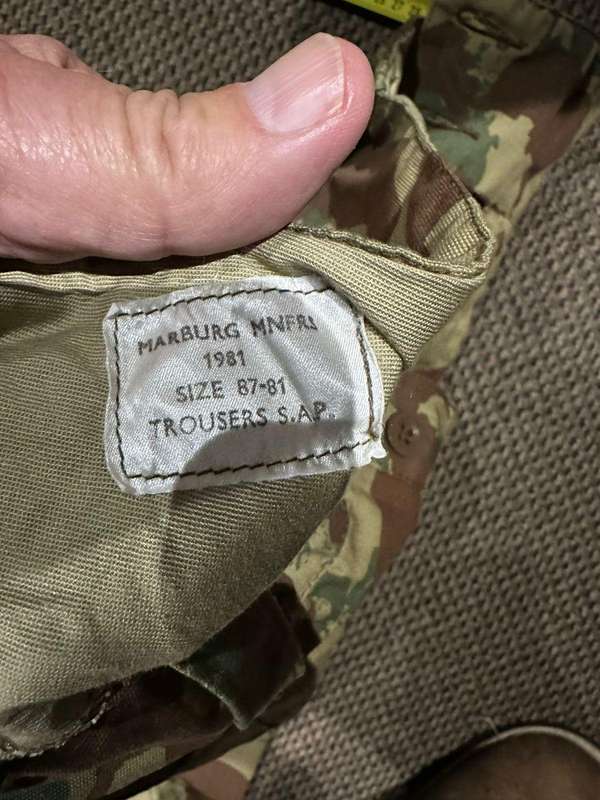 MARBURG MNFRS
1981
SIZE 87-81
TROUSERS S.A.P.